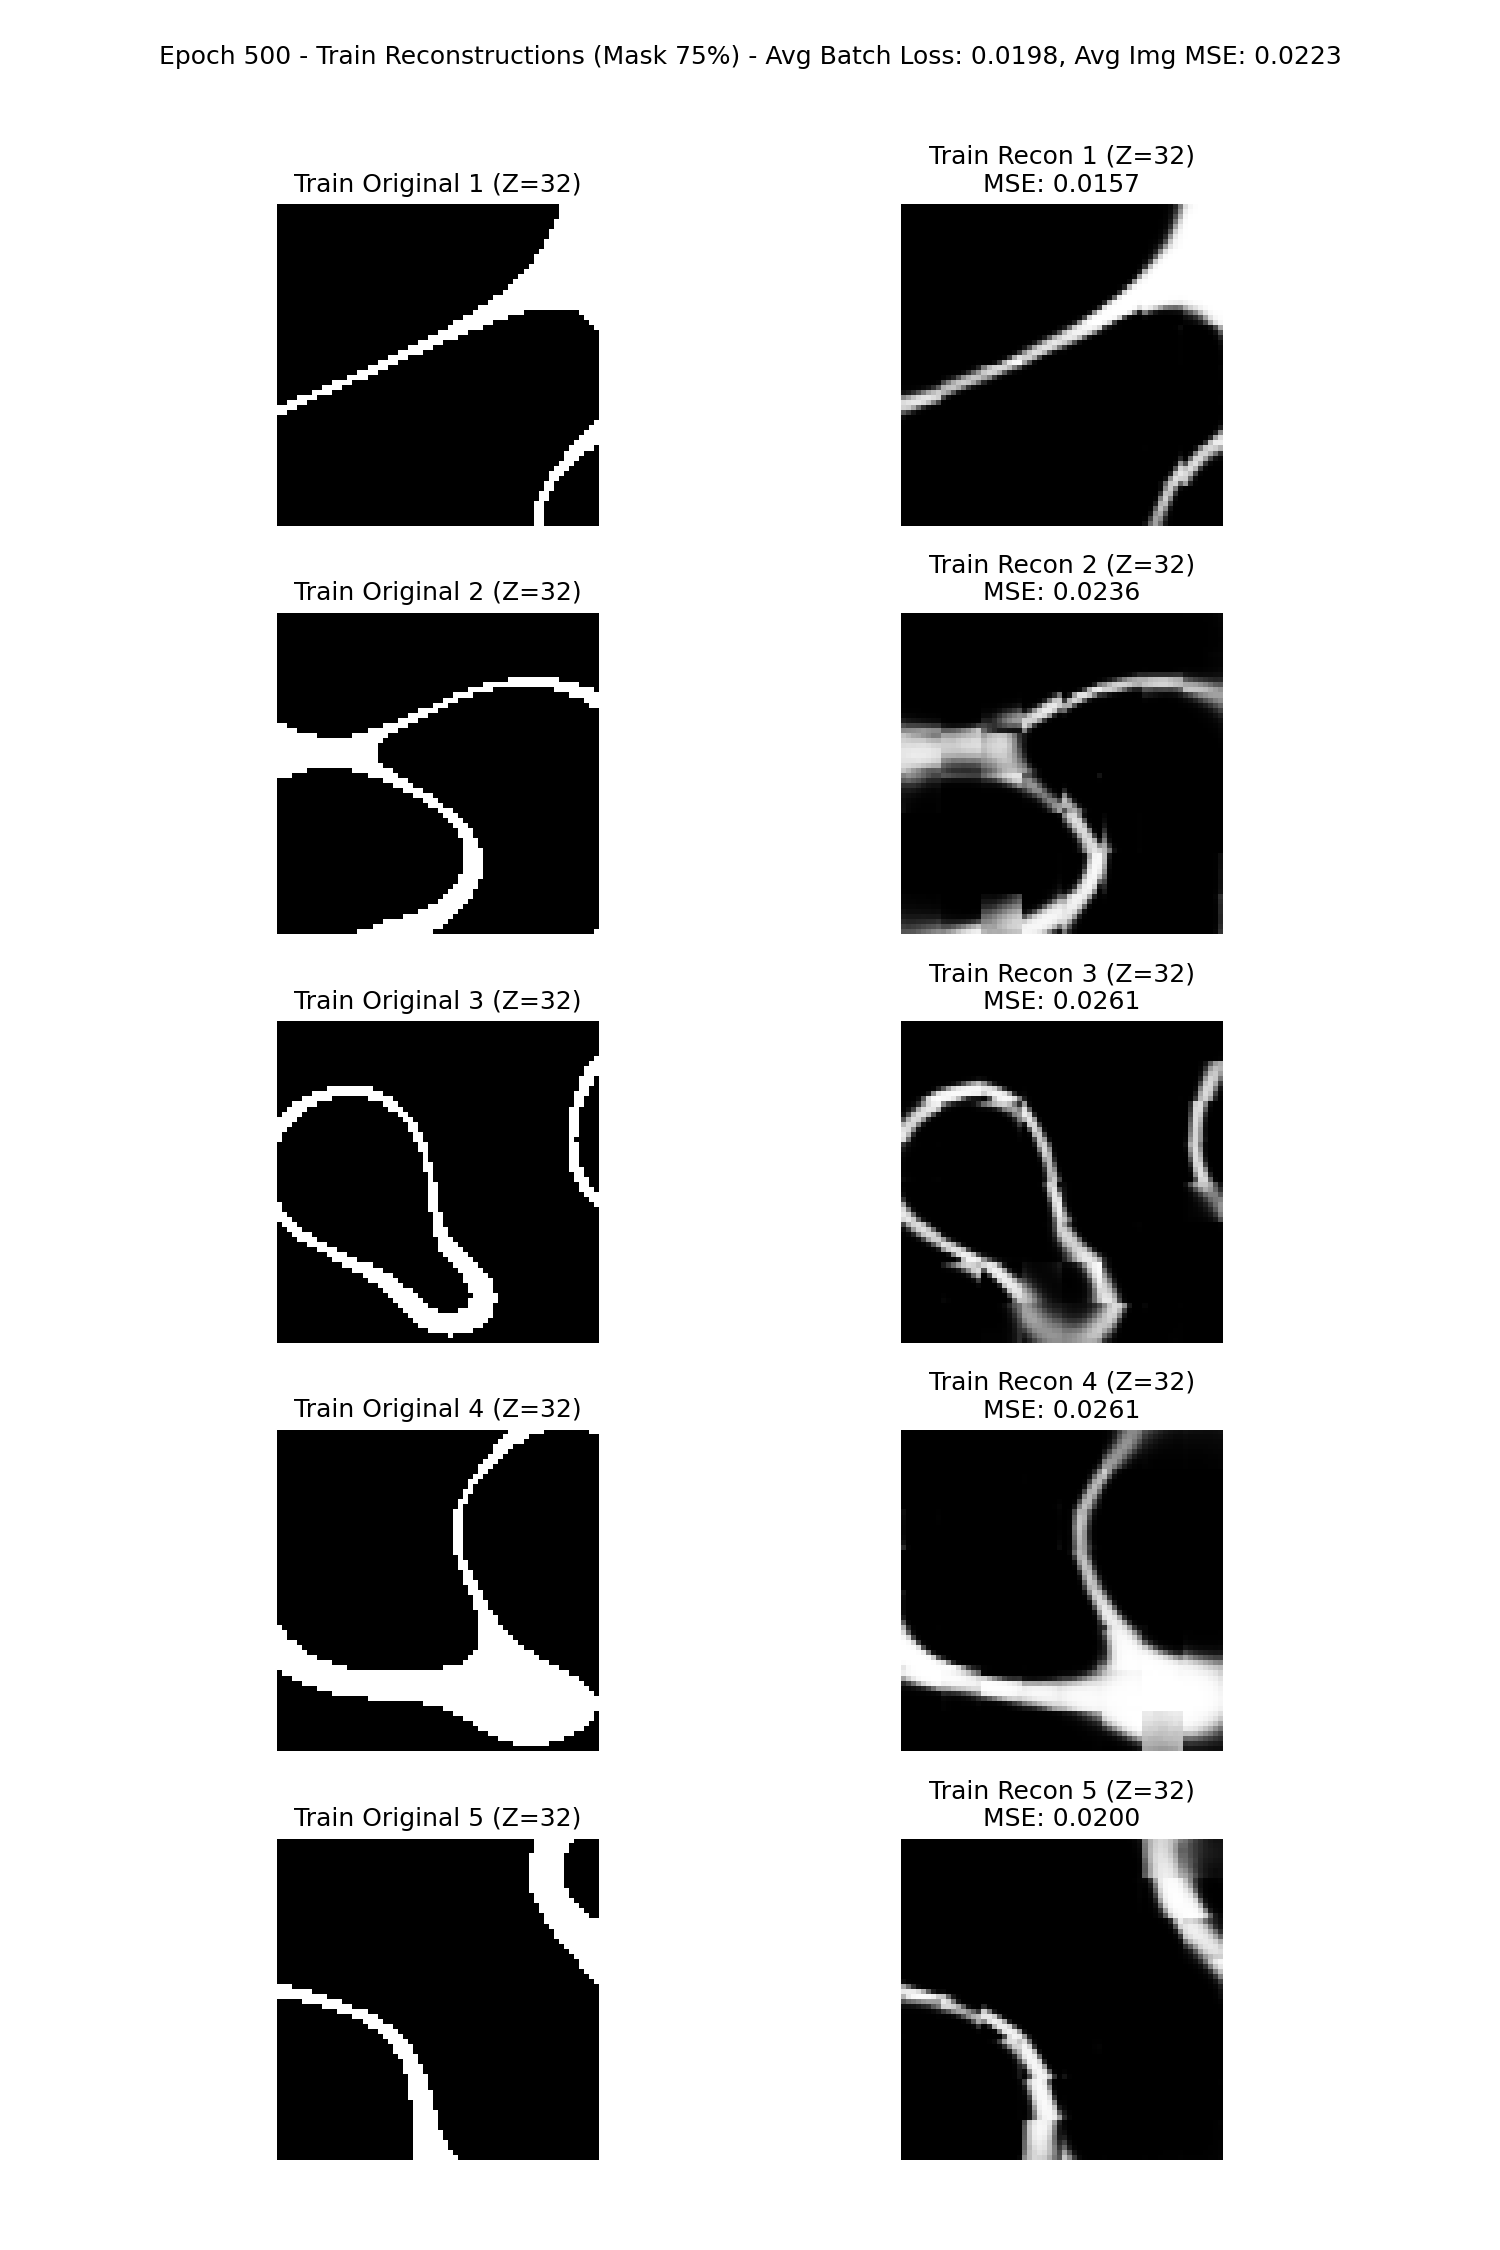 Epoch 500 - Train Reconstructions (Mask 75%) - Avg Batch Loss: 0.0198, Avg Img MSE: 0.0223
Train Original 1 (Z=32)
Train Recon 1 (Z=32)
MSE: 0.0157
Train Original 2 (Z=32)
Train Recon 2 (Z=32)
MSE: 0.0236
Train Original 3 (Z=32)
Train Recon 3 (Z=32)
MSE: 0.0261
Train Original 4 (Z=32)
Train Recon 4 (Z=32)
MSE: 0.0261
Train Original 5 (Z=32)
Train Recon 5 (Z=32)
MSE: 0.0200